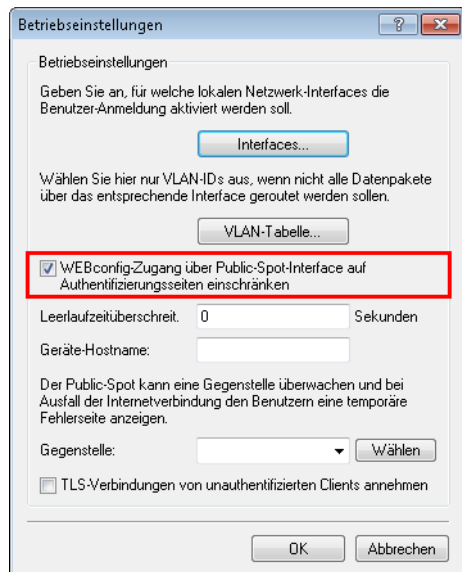 Betriebseinstellungen
Betriebseinstellungen
Geben Sie an, für welche lokalen Netzwerk-Interfaces die
Benutzer-Anmeldung aktiviert werden soll.
Interfaces...
Wählen Sie hier nur VLAN-IDs aus, wenn nicht alle Datenpakete
über das entsprechende Interface geroutet werden sollen.
VLAN-Tabelle...
WEBconfig-Zugang über Public-Spot-Interface auf
Authentifizierungsseiten einschränken
Leerlaufzeitüberschreit. 0 Sekunden
Geräte-Hostname:
Der Public-Spot kann eine Gegenstelle überwachen und bei
Ausfall der Internetverbindung den Benutzern eine temporäre
Fehlerseite anzeigen.
Gegenstelle: Wählen
TLS-Verbindungen von unauthentifizierten Clients annehmen
OK Abbrechen